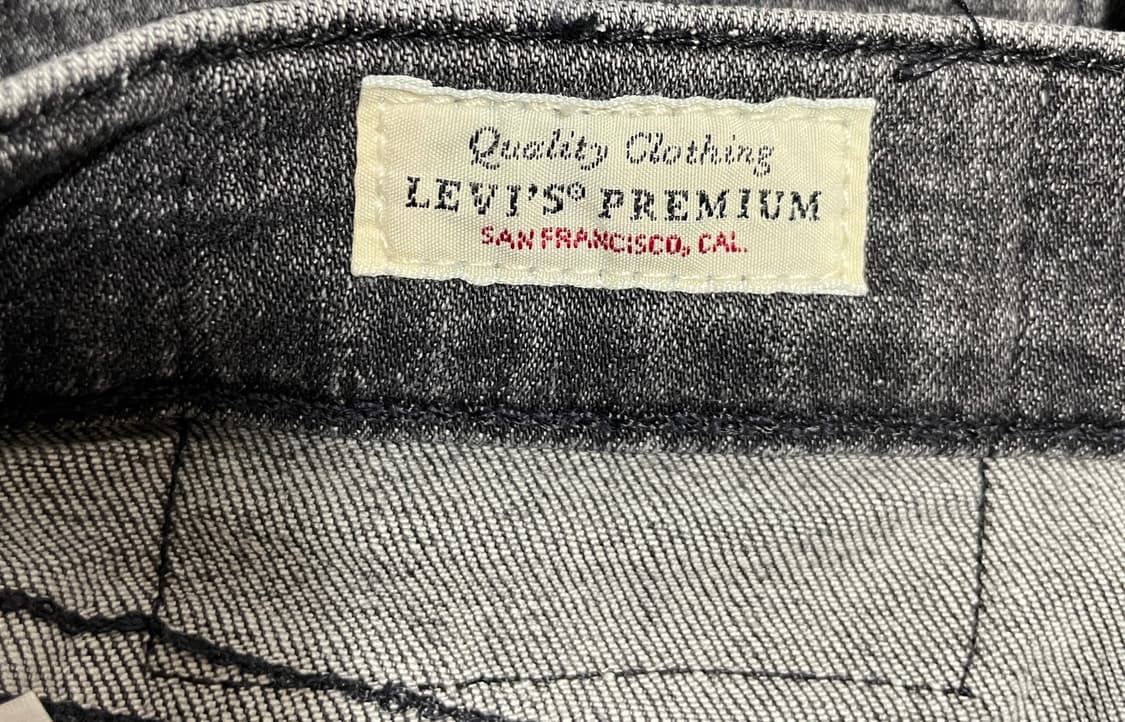 Quality Clothing
LEVI'S® PREMIUM
SAN FRANCISCO, CAL.